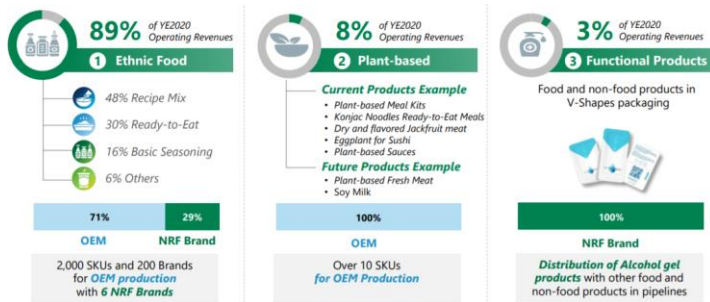 89% of YE2020
Operating Revenues
1 Ethnic Food
48% Recipe Mix
30% Ready-to-Eat
16% Basic Seasoning
6% Others
71% 29%
OEM NRF Brand
2,000 SKUs and 200 Brands
for OEM production
with 6 NRF Brands
8% of YE2020
Operating Revenues
2 Plant-based
Current Products Example
• Plant-based Meal Kits
• Konjac Noodles Ready-to-Eat Meals
• Dry and flavored Jackfruit meat
• Eggplant for Sushi
• Plant-based Sauces
Future Products Example
• Plant-based Fresh Meat
• Soy Milk
100%
OEM
Over 10 SKUs
for OEM Production
3% of YE2020
Operating Revenues
3 Functional Products
Food and non-food products in
V-Shapes packaging
100%
NRF Brand
Distribution of Alcohol gel
products with other food and
non-food products in pipelines